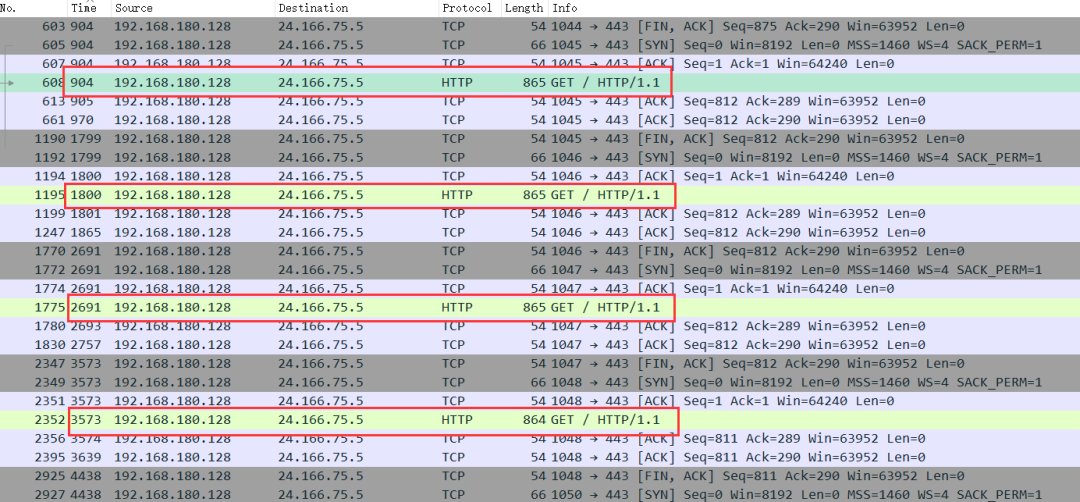 No. Time Source Destination Protocol Length Info
603 904 192.168.180.128 24.166.75.5 TCP 54 1044 → 443 [FIN, ACK] Seq=875 Ack=290 Win=63952 Len=0
605 904 192.168.180.128 24.166.75.5 TCP 66 1045 → 443 [SYN] Seq=0 Win=8192 Len=0 MSS=1460 WS=4 SACK_PERM=1
607 904 192.168.180.128 24.166.75.5 TCP 54 1045 → 443 [ACK] Seq=1 Ack=1 Win=64240 Len=0
608 904 192.168.180.128 24.166.75.5 HTTP 865 GET / HTTP/1.1
613 905 192.168.180.128 24.166.75.5 TCP 54 1045 → 443 [ACK] Seq=812 Ack=289 Win=63952 Len=0
661 970 192.168.180.128 24.166.75.5 TCP 54 1045 → 443 [ACK] Seq=812 Ack=290 Win=63952 Len=0
1190 1799 192.168.180.128 24.166.75.5 TCP 54 1045 → 443 [FIN, ACK] Seq=812 Ack=290 Win=63952 Len=0
1192 1799 192.168.180.128 24.166.75.5 TCP 66 1046 → 443 [SYN] Seq=0 Win=8192 Len=0 MSS=1460 WS=4 SACK_PERM=1
1194 1800 192.168.180.128 24.166.75.5 TCP 54 1046 → 443 [ACK] Seq=1 Ack=1 Win=64240 Len=0
1195 1800 192.168.180.128 24.166.75.5 HTTP 865 GET / HTTP/1.1
1199 1801 192.168.180.128 24.166.75.5 TCP 54 1046 → 443 [ACK] Seq=812 Ack=289 Win=63952 Len=0
1247 1865 192.168.180.128 24.166.75.5 TCP 54 1046 → 443 [ACK] Seq=812 Ack=290 Win=63952 Len=0
1770 2691 192.168.180.128 24.166.75.5 TCP 54 1046 → 443 [FIN, ACK] Seq=812 Ack=290 Win=63952 Len=0
1772 2691 192.168.180.128 24.166.75.5 TCP 66 1047 → 443 [SYN] Seq=0 Win=8192 Len=0 MSS=1460 WS=4 SACK_PERM=1
1774 2691 192.168.180.128 24.166.75.5 TCP 54 1047 → 443 [ACK] Seq=1 Ack=1 Win=64240 Len=0
1775 2691 192.168.180.128 24.166.75.5 HTTP 865 GET / HTTP/1.1
1780 2693 192.168.180.128 24.166.75.5 TCP 54 1047 → 443 [ACK] Seq=812 Ack=289 Win=63952 Len=0
1830 2757 192.168.180.128 24.166.75.5 TCP 54 1047 → 443 [ACK] Seq=812 Ack=290 Win=63952 Len=0
2347 3573 192.168.180.128 24.166.75.5 TCP 54 1047 → 443 [FIN, ACK] Seq=812 Ack=290 Win=63952 Len=0
2349 3573 192.168.180.128 24.166.75.5 TCP 66 1048 → 443 [SYN] Seq=0 Win=8192 Len=0 MSS=1460 WS=4 SACK_PERM=1
2351 3573 192.168.180.128 24.166.75.5 TCP 54 1048 → 443 [ACK] Seq=1 Ack=1 Win=64240 Len=0
2352 3573 192.168.180.128 24.166.75.5 HTTP 864 GET / HTTP/1.1
2356 3574 192.168.180.128 24.166.75.5 TCP 54 1048 → 443 [ACK] Seq=811 Ack=289 Win=63952 Len=0
2395 3639 192.168.180.128 24.166.75.5 TCP 54 1048 → 443 [ACK] Seq=811 Ack=290 Win=63952 Len=0
2925 4438 192.168.180.128 24.166.75.5 TCP 54 1048 → 443 [FIN, ACK] Seq=811 Ack=290 Win=63952 Len=0
2927 4438 192.168.180.128 24.166.75.5 TCP 66 1050 → 443 [SYN] Seq=0 Win=8192 Len=0 MSS=1460 WS=4 SACK_PERM=1